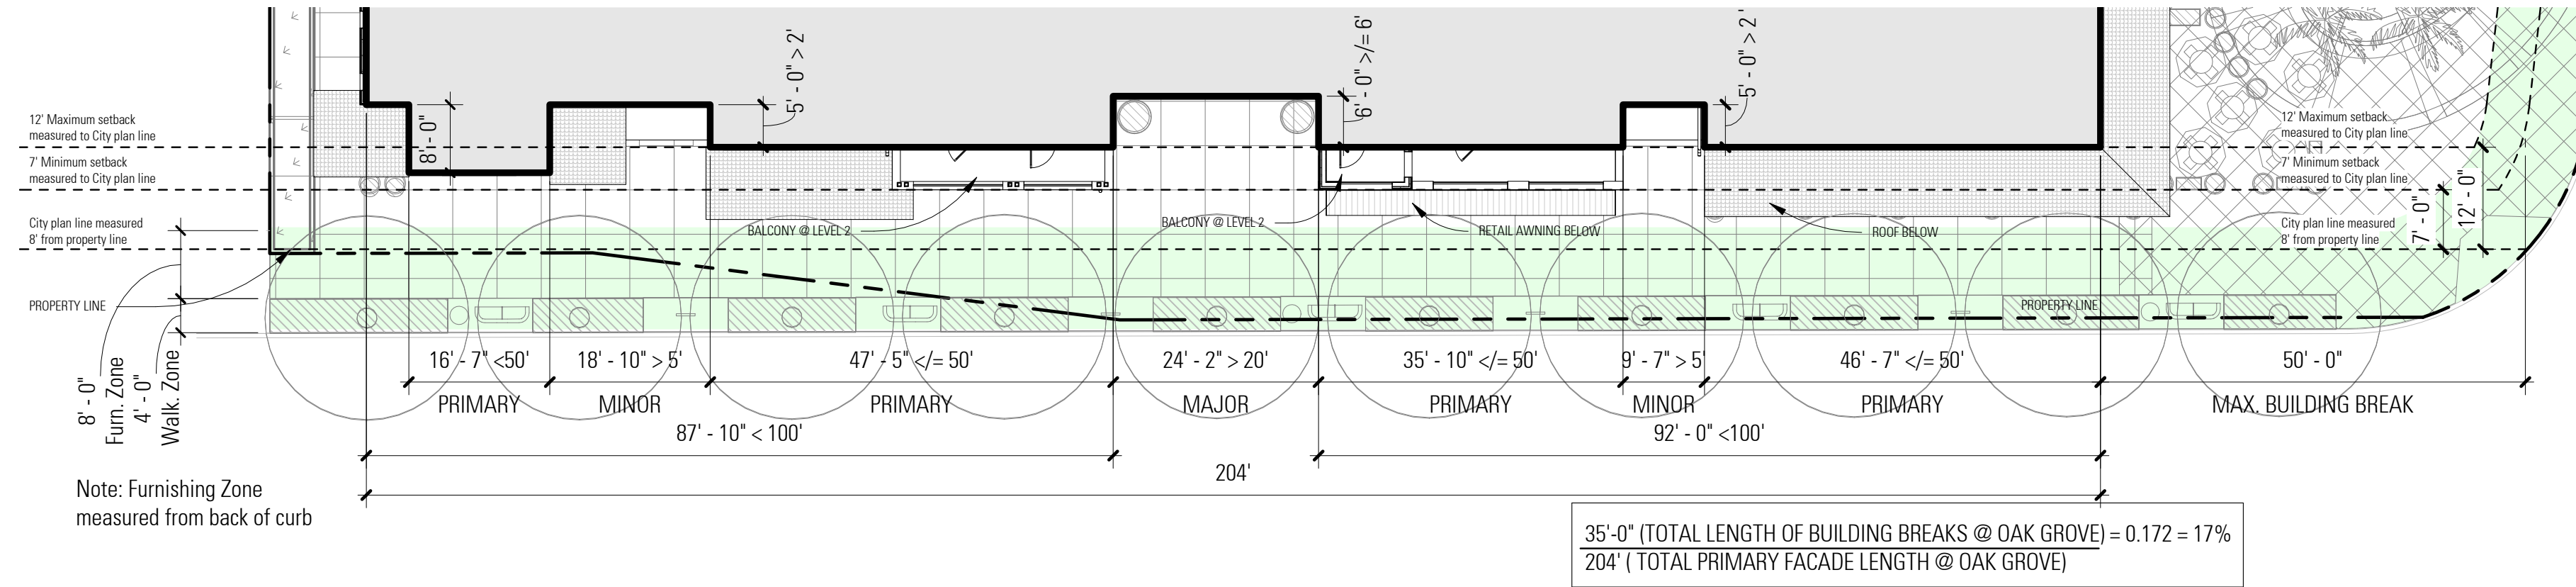 5' - 0" > 2'
6' - 0" >/= 6'
5' - 0" > 2'
8' - 0"
12' Maximum setback
measured to City plan line
7' Minimum setback
measured to City plan line
City plan line measured
8' from property line
PROPERTY LINE
12' Maximum setback
measured to City plan line
7' Minimum setback
measured to City plan line
City plan line measured
8' from property line
7' - 0"
12' - 0"
BALCONY @ LEVEL 2
BALCONY @ LEVEL 2
RETAIL AWNING BELOW
ROOF BELOW
PROPERTY LINE
8' - 0"
Furn. Zone
4' - 0"
Walk. Zone
16' - 7" <50'
18' - 10" > 5'
47' - 5" </= 50'
24' - 2" > 20'
35' - 10" </= 50'
9' - 7" > 5'
46' - 7" </= 50'
50' - 0"
PRIMARY
MINOR
PRIMARY
MAJOR
PRIMARY
MINOR
PRIMARY
MAX. BUILDING BREAK
87' - 10" < 100'
92' - 0" <100'
204'
Note: Furnishing Zone
measured from back of curb
35'-0" (TOTAL LENGTH OF BUILDING BREAKS @ OAK GROVE) = 0.172 = 17%
204' ( TOTAL PRIMARY FACADE LENGTH @ OAK GROVE)